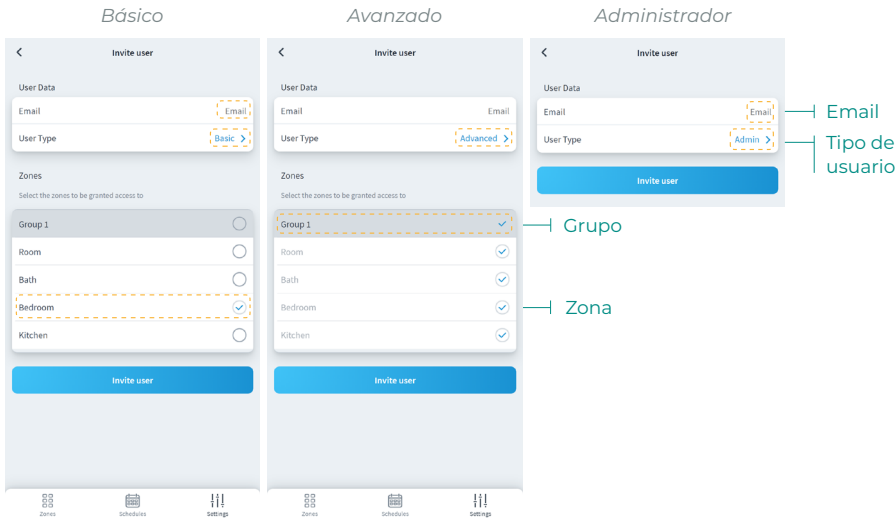 Básico
Avanzado
Administrador
Invite user
User Data
Email Email
User Type Basic
Zones
Select the zones to be granted access to
Group 1
Room
Bath
Bedroom
Kitchen
Invite user
Zones Schedules Settings
Invite user
User Data
Email Email
User Type Advanced
Zones
Select the zones to be granted access to
Group 1
Room
Bath
Bedroom
Kitchen
Invite user
Zones Schedules Settings
Invite user
User Data
Email Email
User Type Admin
Invite user
Email
Tipo de
usuario
Grupo
Zona